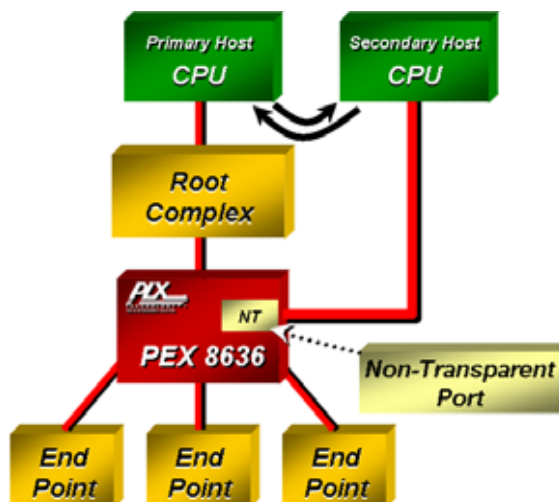 Primary Host
CPU
Secondary Host
CPU
Root
Complex
PLX
NT
PEX 8636
Non-Transparent
Port
End
Point
End
Point
End
Point